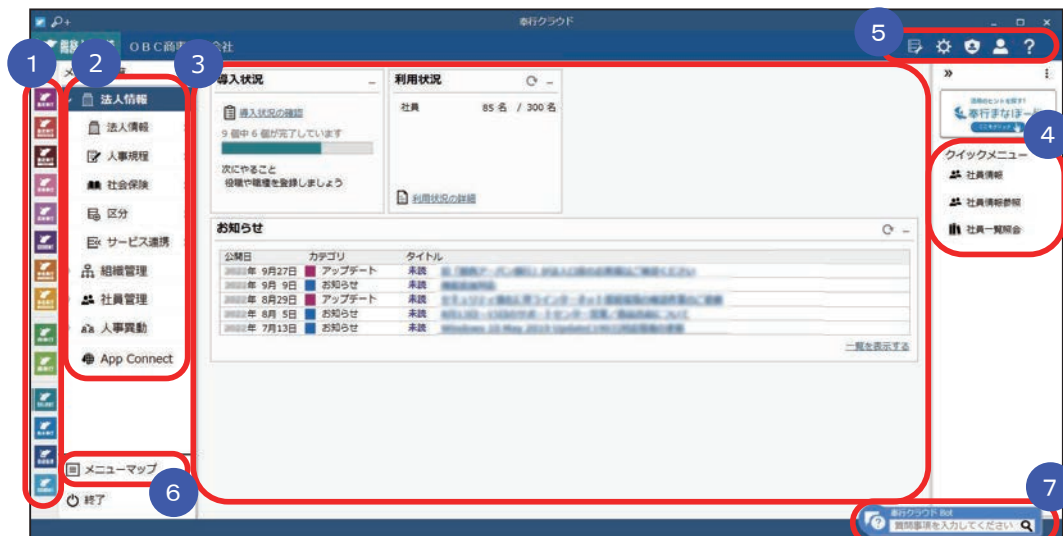 奉行クラウド
OBC商
会社
5
1
2
3
導入状況
導入状況の確認
9 個中 6 個が完了しています
次にやること
役職や職種を登録しましょう
利用状況
社員 85 名 / 300 名
利用状況の詳細
法人情報
法人情報
人事規程
社会保険
区分
サービス連携
組織管理
社員管理
人事異動
App Connect
メニューマップ
6
終了
お知らせ
公開日 カテゴリ タイトル
年 9月27日 アップデート 未読
年 9月 9日 お知らせ 未読
年 8月29日 アップデート 未読
年 8月 5日 お知らせ 未読
年 7月13日 お知らせ 未読
一覧を表示する
奉行まなぼー
4
クイックメニュー
社員情報
社員情報参照
社員一覧照会
7
奉行クラウド Bot
質問事項を入力してください